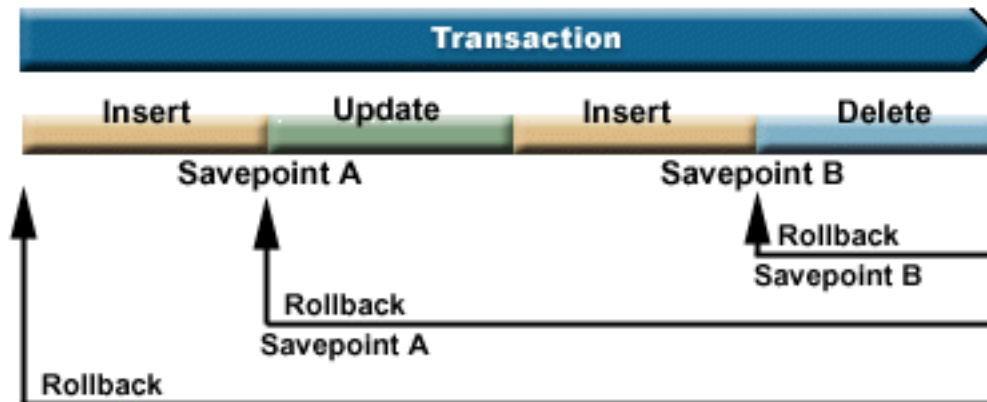 Transaction
Insert Update Insert Delete
Savepoint A Savepoint B
Rollback
Savepoint B
Rollback
Savepoint A
Rollback